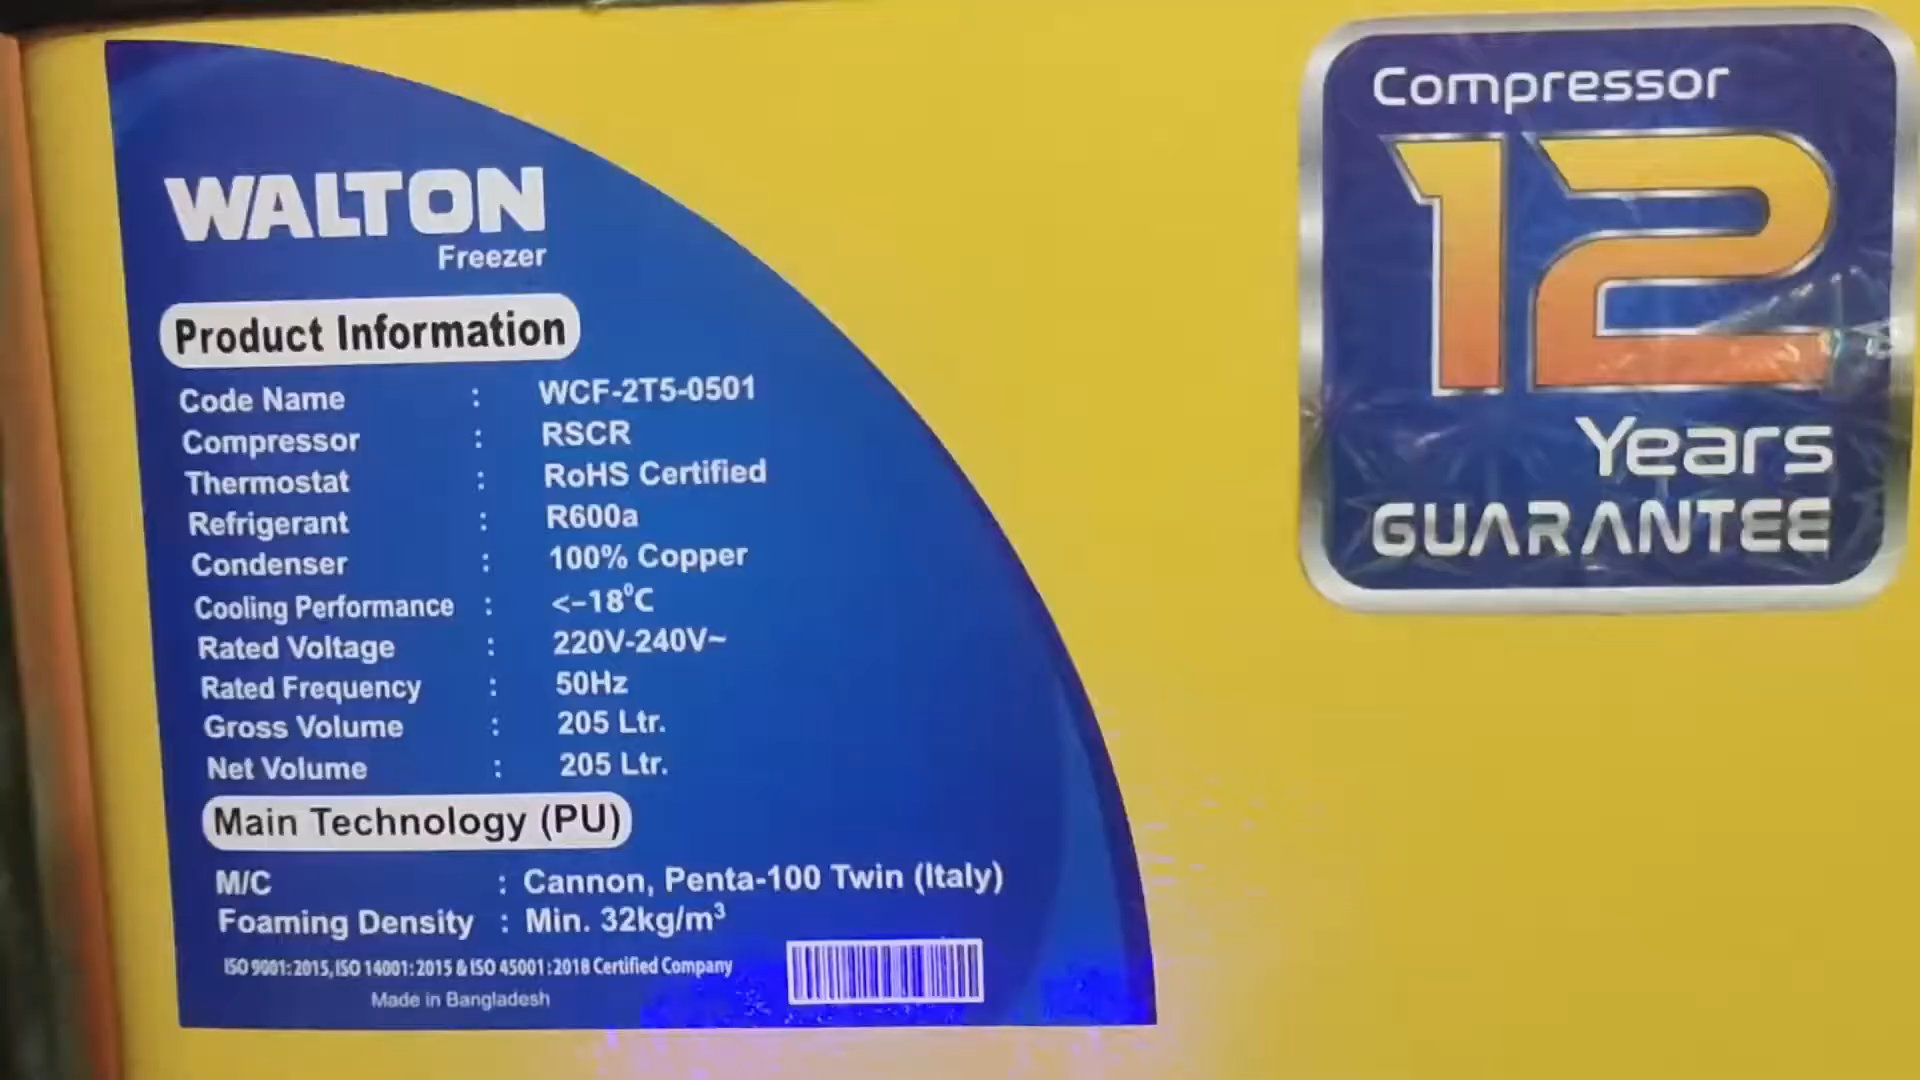 WALTON
Freezer
Product Information
Code Name : WCF-2T5-0501
Compressor : RSCR
Thermostat : RoHS Certified
Refrigerant : R600a
Condenser : 100% Copper
Cooling Performance : <-18⁰C
Rated Voltage : 220V-240V~
Rated Frequency : 50Hz
Gross Volume : 205 Ltr.
Net Volume : 205 Ltr.
Main Technology (PU)
M/C : Cannon, Penta-100 Twin (Italy)
Foaming Density : Min. 32kg/m³
ISO 9001:2015, ISO 14001:2015 & ISO 45001:2018 Certified Company
Made in Bangladesh
Compressor
12
Years
GUARANTEE